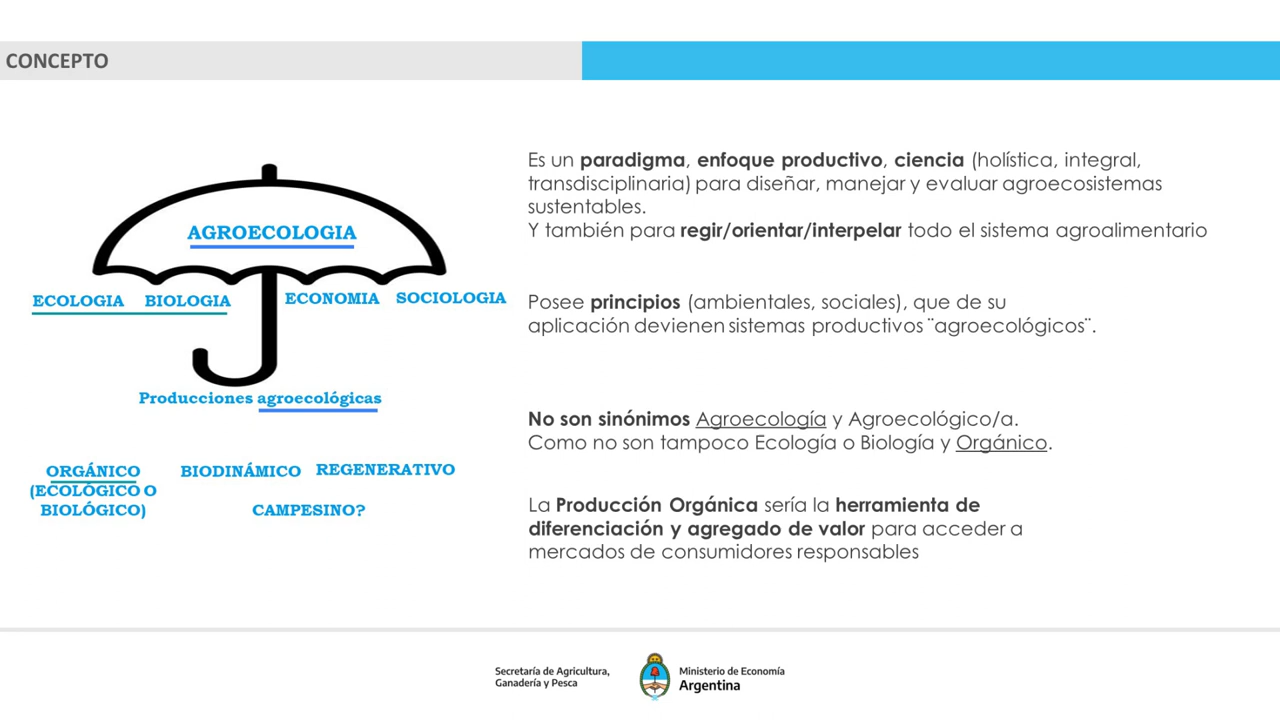 CONCEPTO
AGROECOLOGIA
ECOLOGIA BIOLOGIA ECONOMIA SOCIOLOGIA
Producciones agroecológicas
ORGÁNICO BIODINÁMICO REGENERATIVO
(ECOLÓGICO O
BIOLÓGICO) CAMPESINO?
Es un paradigma, enfoque productivo, ciencia (holística, integral,
transdisciplinaria) para diseñar, manejar y evaluar agroecosistemas
sustentables.
Y también para regir/orientar/interpelar todo el sistema agroalimentario
Posee principios (ambientales, sociales), que de su
aplicación devienen sistemas productivos ¨agroecológicos¨.
No son sinónimos Agroecología y Agroecológico/a.
Como no son tampoco Ecología o Biología y Orgánico.
La Producción Orgánica sería la herramienta de
diferenciación y agregado de valor para acceder a
mercados de consumidores responsables
Secretaría de Agricultura,
Ganadería y Pesca
Ministerio de Economía
Argentina